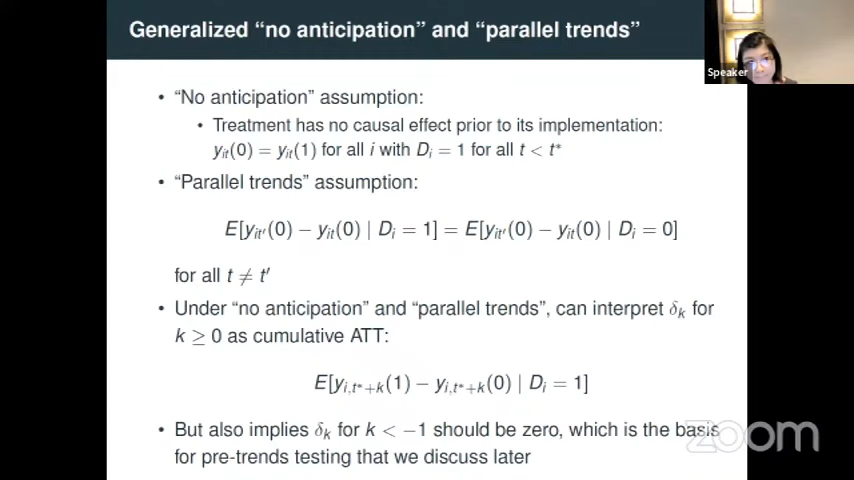 Generalized “no anticipation” and “parallel trends”
Speaker
• “No anticipation” assumption:
• Treatment has no causal effect prior to its implementation:
yᵢₜ(0) = yᵢₜ(1) for all i with Dᵢ = 1 for all t < t*
• “Parallel trends” assumption:
E[yᵢₜ′(0) − yᵢₜ(0) | Dᵢ = 1] = E[yᵢₜ′(0) − yᵢₜ(0) | Dᵢ = 0]
for all t ≠ t′
• Under “no anticipation” and “parallel trends”, can interpret δₖ for
k ≥ 0 as cumulative ATT:
E[y_{i,t*+k}(1) − y_{i,t*+k}(0) | Dᵢ = 1]
• But also implies δₖ for k < −1 should be zero, which is the basis
for pre-trends testing that we discuss later
zoom